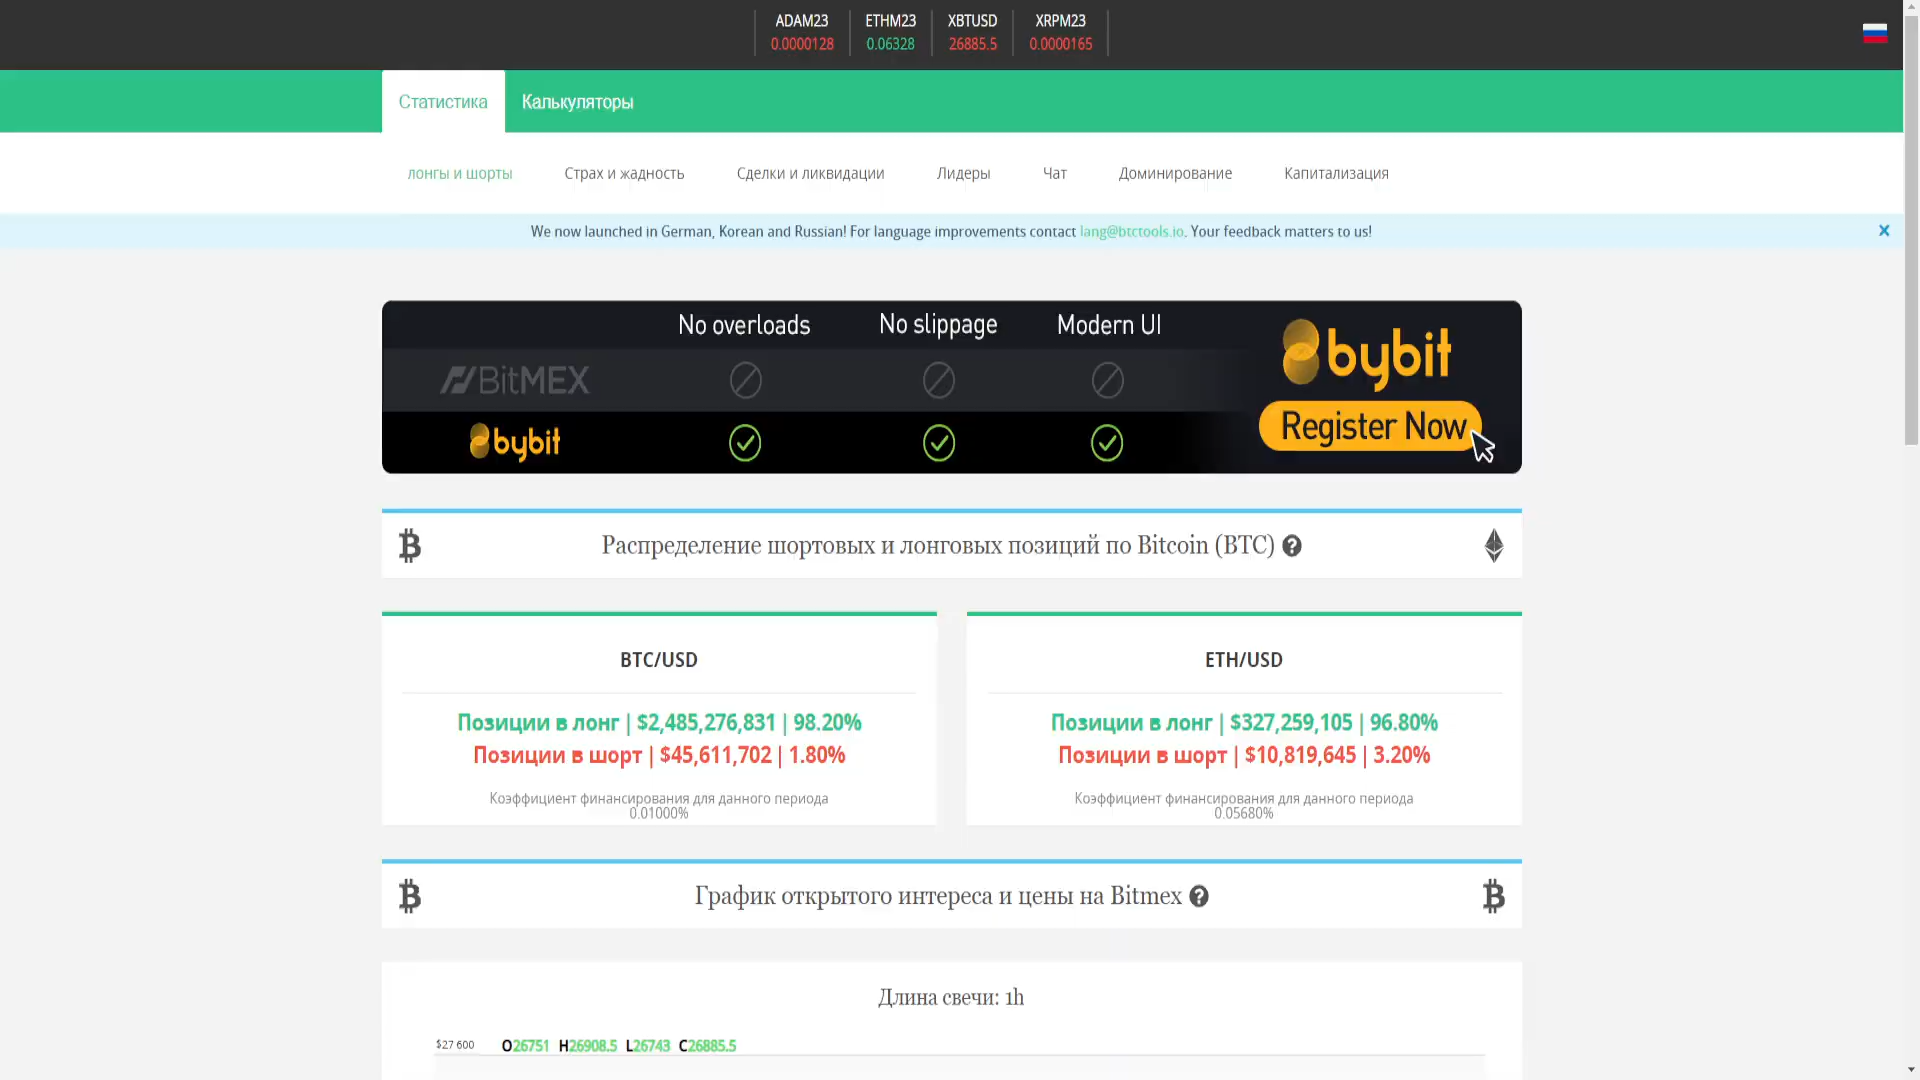 ADAM23 ETHM23 XBTUSD XRPM23
0.0000128 0.06328 26885.5 0.0000165
Статистика Калькуляторы
лонгы и шорты Страх и жадность Сделки и ликвидации Лидеры Чат Доминирование Капитализация
We now launched in German, Korean and Russian! For language improvements contact lang@btctools.io. Your feedback matters to us!
No overloads No slippage Modern UI
BitMEX
bybit
bybit
Register Now
Распределение шортовых и лонговых позиций по Bitcoin (BTC)
BTC/USD
Позиции в лонг | $2,485,276,831 | 98.20%
Позиции в шорт | $45,611,702 | 1.80%
Коэффициент финансирования для данного периода
0.01000%
ETH/USD
Позиции в лонг | $327,259,105 | 96.80%
Позиции в шорт | $10,819,645 | 3.20%
Коэффициент финансирования для данного периода
0.05680%
График открытого интереса и цены на Bitmex
Длина свечи: 1h
$27 600 O26751 H26908.5 L26743 C26885.5